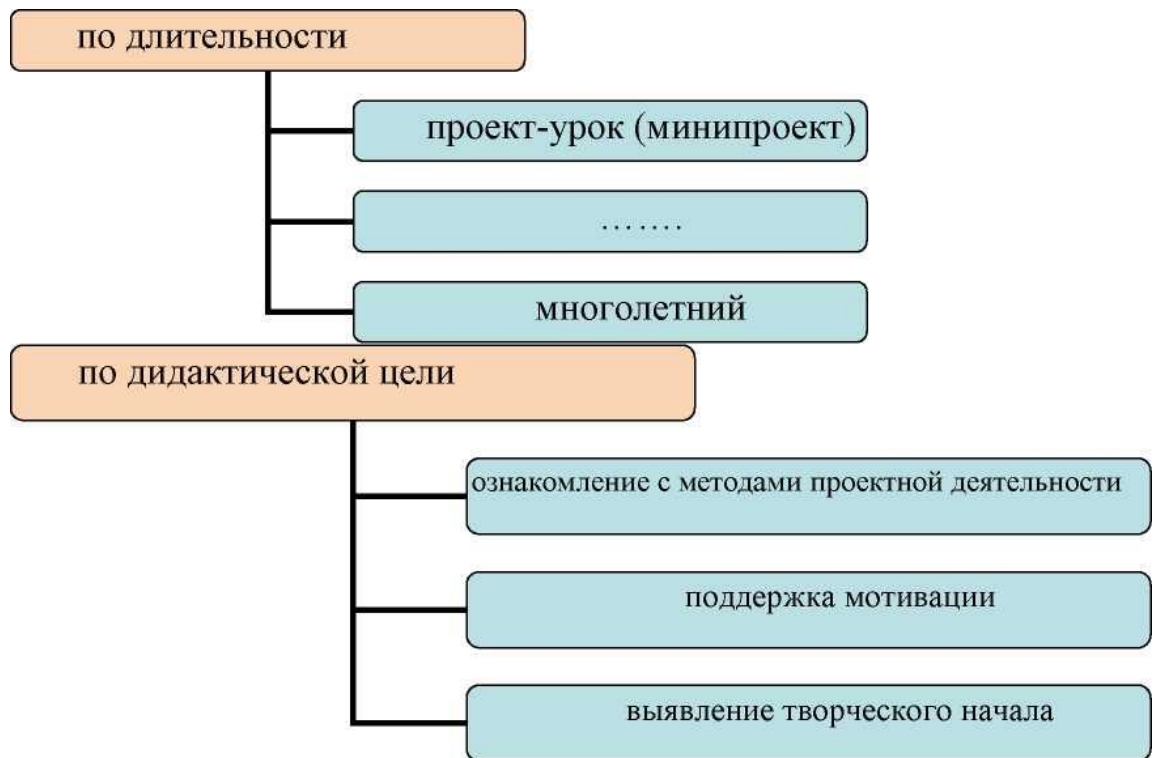 по длительности
проект-урок (минипроект)
…….
многолетний
по дидактической цели
ознакомление с методами проектной деятельности
поддержка мотивации
выявление творческого начала